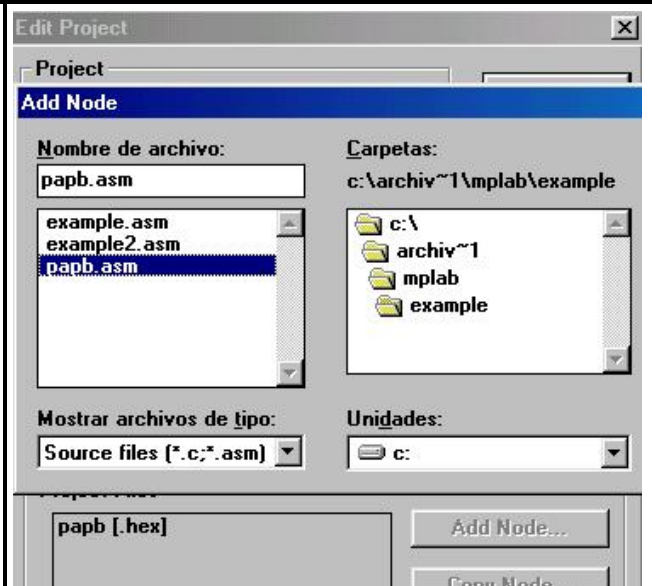 Edit Project
Project
Add Node
Nombre de archivo:
papb.asm
example.asm
example2.asm
papb.asm
Carpetas:
c:\archiv~1\mplab\example
c:\
archiv~1
mplab
example
Mostrar archivos de tipo:
Source files (*.c;*.asm)
Unidades:
c:
papb [.hex]
Add Node...
Copy Node